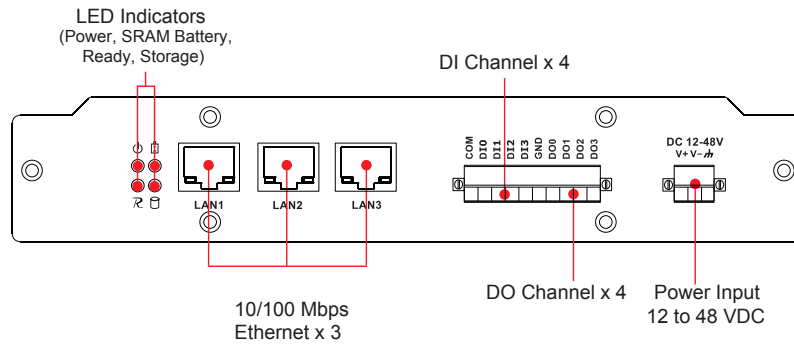 LED Indicators
(Power, SRAM Battery,
Ready, Storage)
DI Channel x 4
COM
DI0
DI1
DI2
DI3
GND
DO0
DO1
DO2
DO3
DC 12-48V
V+ V-
LAN1
LAN2
LAN3
R
10/100 Mbps
Ethernet x 3
DO Channel x 4
Power Input
12 to 48 VDC